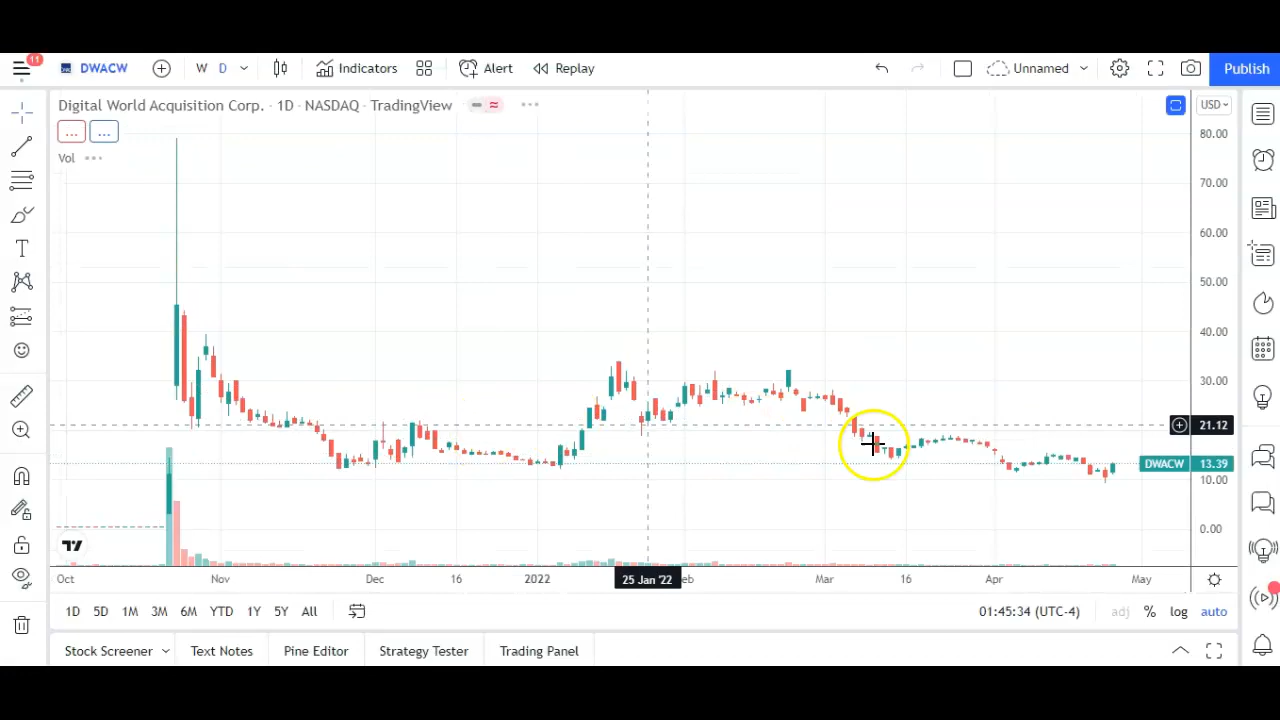 11 DWACW W D Indicators Alert Replay Unnamed Publish
Digital World Acquisition Corp. · 1D · NASDAQ · TradingView USD
... ...
Vol
80.00
70.00
60.00
50.00
40.00
30.00
21.12
DWACW 13.39
10.00
0.00
Oct Nov Dec 16 2022 25 Jan '22 eb Mar 16 Apr May
1D 5D 1M 3M 6M YTD 1Y 5Y All 01:45:34 (UTC-4) adj % log auto
Stock Screener Text Notes Pine Editor Strategy Tester Trading Panel